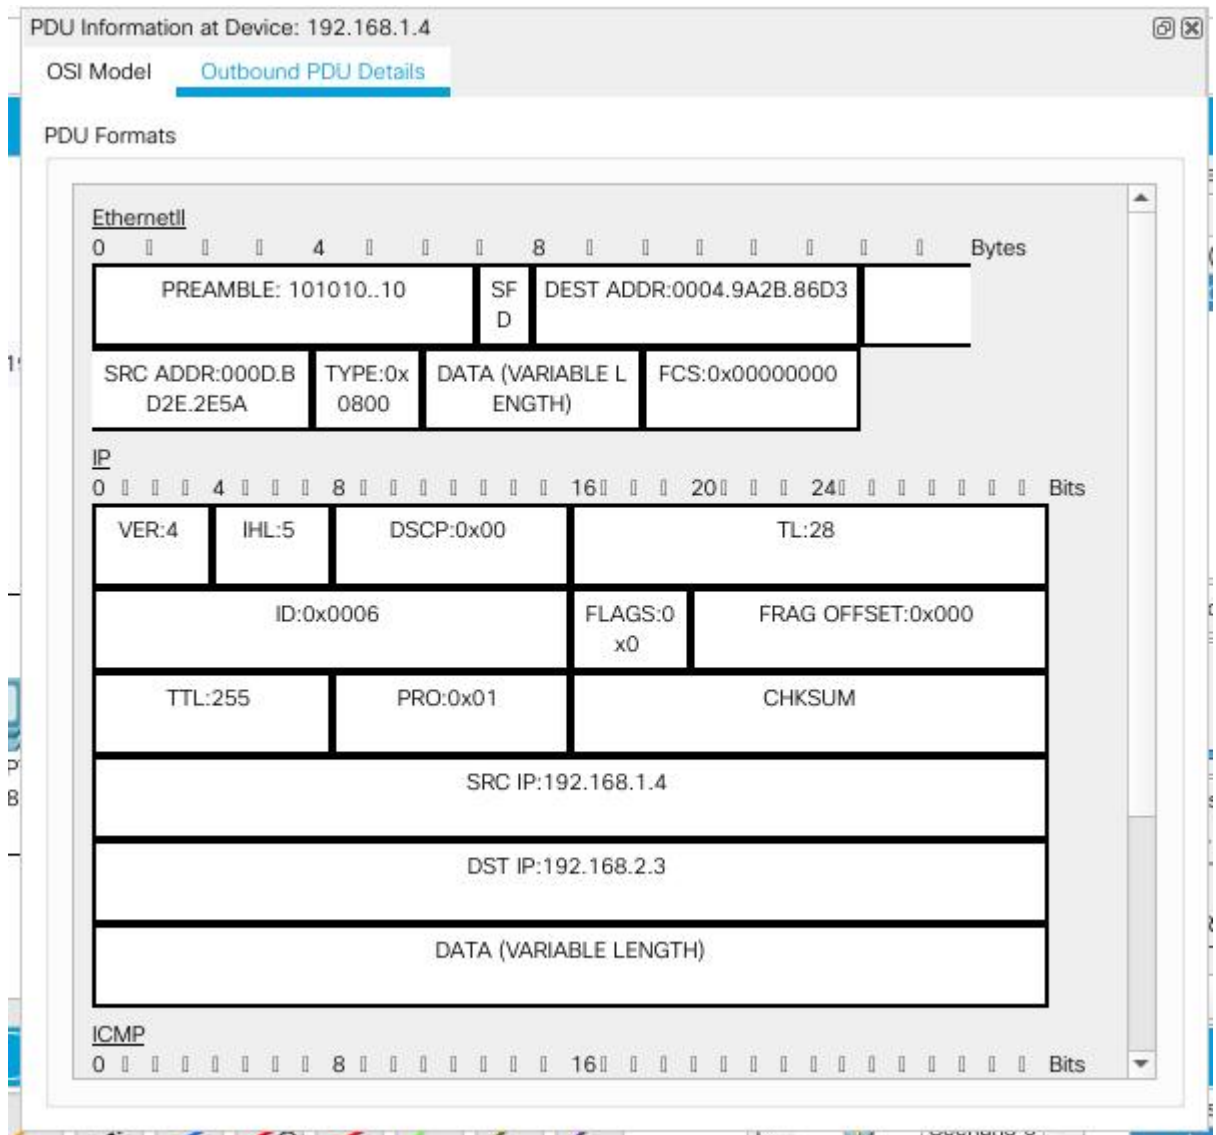 PDU Information at Device: 192.168.1.4
OSI Model Outbound PDU Details
PDU Formats
EthernetII
0 4 8 Bytes
PREAMBLE: 101010..10 SF DEST ADDR:0004.9A2B.86D3
D
SRC ADDR:000D.B TYPE:0x DATA (VARIABLE L FCS:0x00000000
D2E.2E5A 0800 ENGTH)
IP
0 4 8 16 20 24 Bits
VER:4 IHL:5 DSCP:0x00 TL:28
ID:0x0006 FLAGS:0 FRAG OFFSET:0x000
x0
TTL:255 PRO:0x01 CHKSUM
SRC IP:192.168.1.4
DST IP:192.168.2.3
DATA (VARIABLE LENGTH)
ICMP
0 8 16 Bits